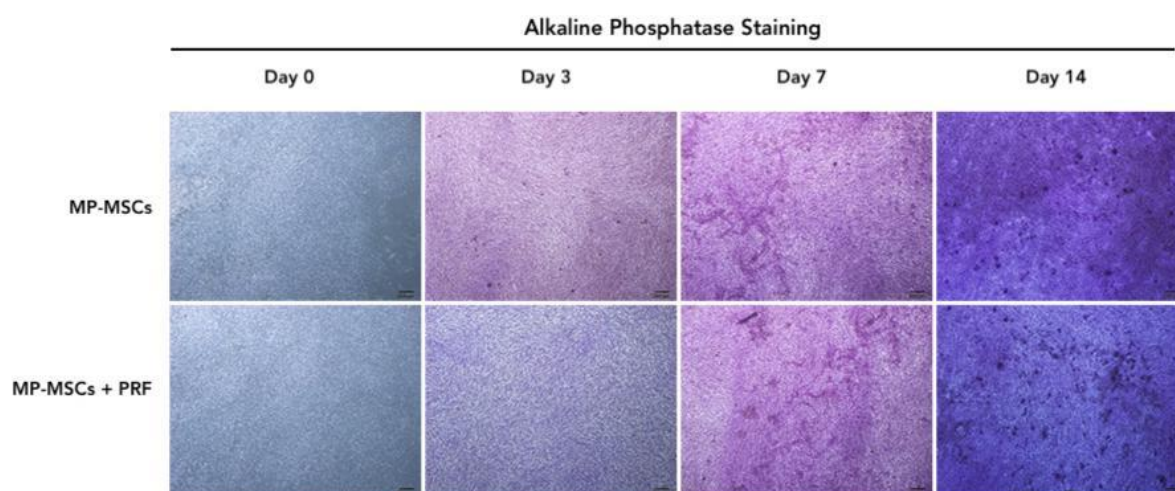 Alkaline Phosphatase Staining
Day 0 Day 3 Day 7 Day 14
MP-MSCs
MP-MSCs + PRF